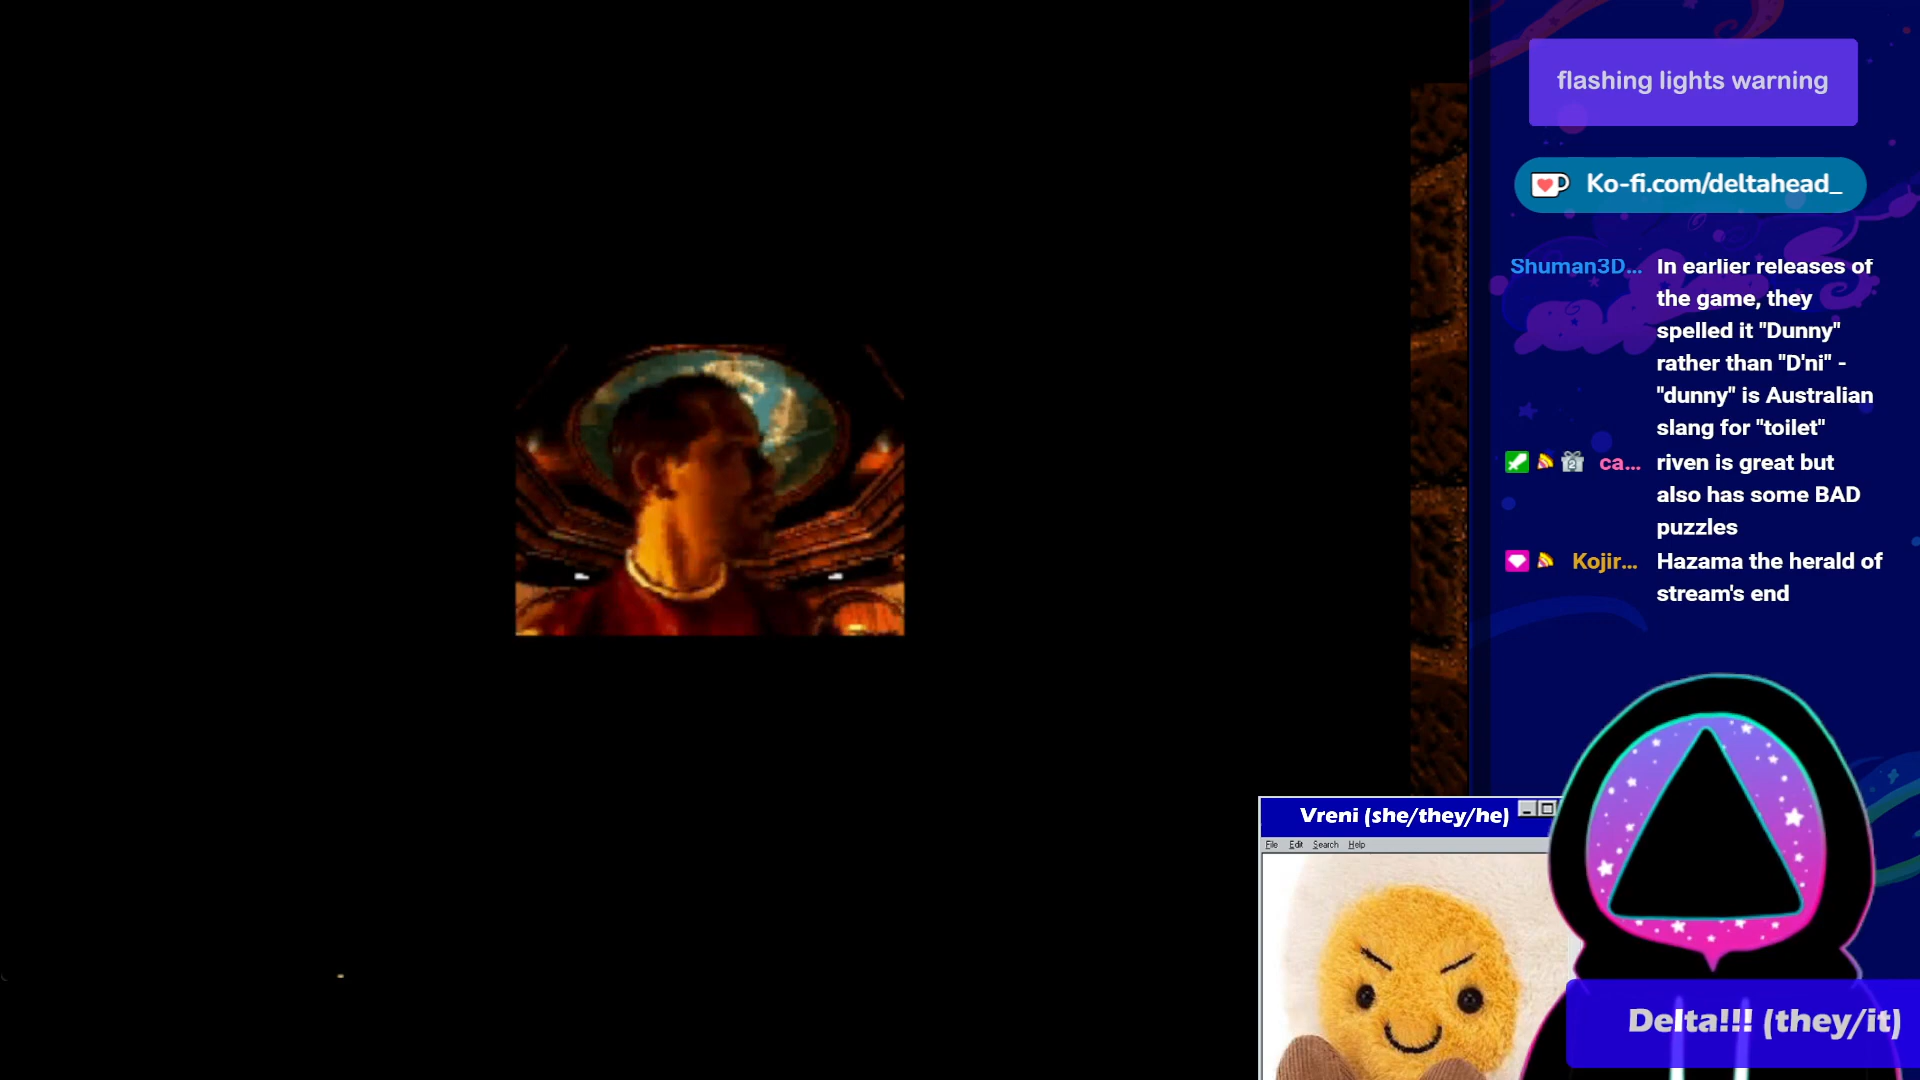 flashing lights warning
Ko-fi.com/deltahead_
Shuman3D... In earlier releases of
the game, they
spelled it "Dunny"
rather than "D'ni" -
"dunny" is Australian
slang for "toilet"
ca... riven is great but
also has some BAD
puzzles
Kojir... Hazama the herald of
stream's end
Vreni (she/they/he)
File Edit Search Help
Delta!!! (they/it)